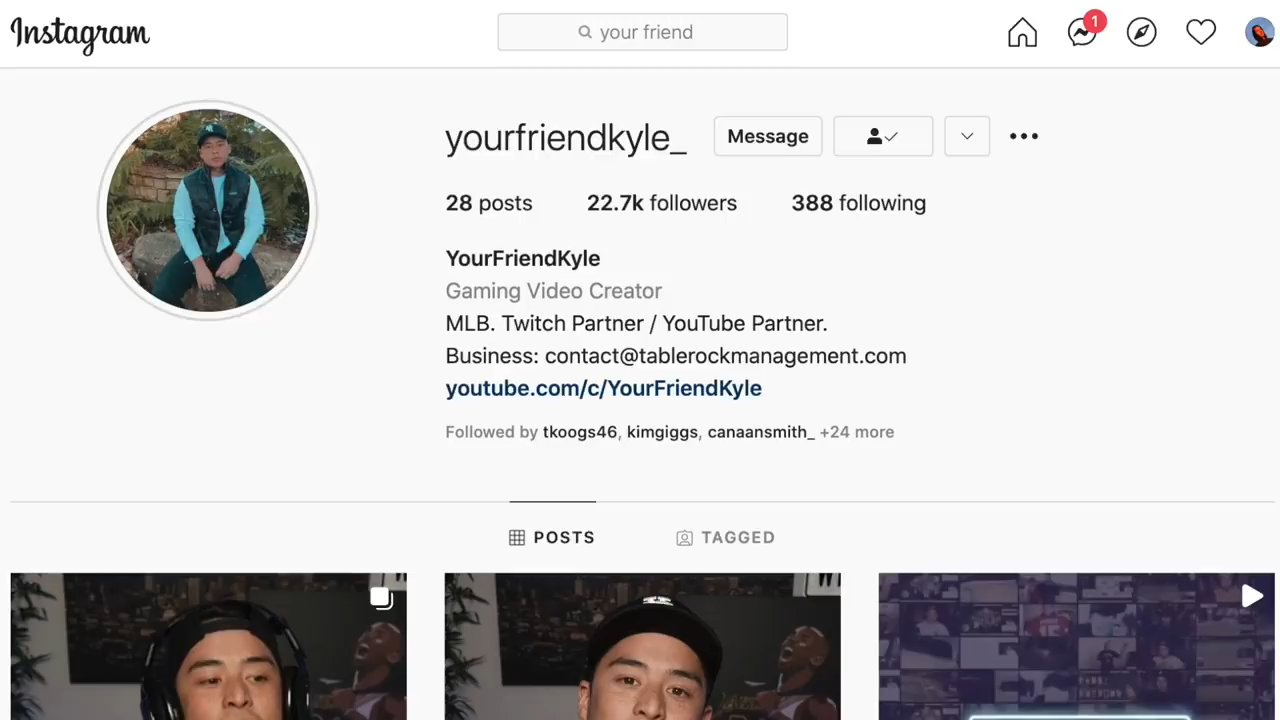 Instagram
your friend
1
yourfriendkyle_
Message
28 posts 22.7k followers 388 following
YourFriendKyle
Gaming Video Creator
MLB. Twitch Partner / YouTube Partner.
Business: contact@tablerockmanagement.com
youtube.com/c/YourFriendKyle
Followed by tkoogs46, kimgiggs, canaansmith_ +24 more
POSTS TAGGED